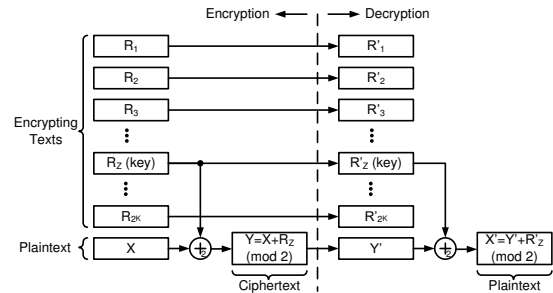 Encryption Decryption
R1 R'1
R2 R'2
R3 R'3
Encrypting
Texts
RZ (key) R'Z (key)
R2K R'2K
Plaintext X +2 Y=X+RZ
(mod 2) Y' +2 X'=Y'+R'Z
(mod 2)
Ciphertext Plaintext